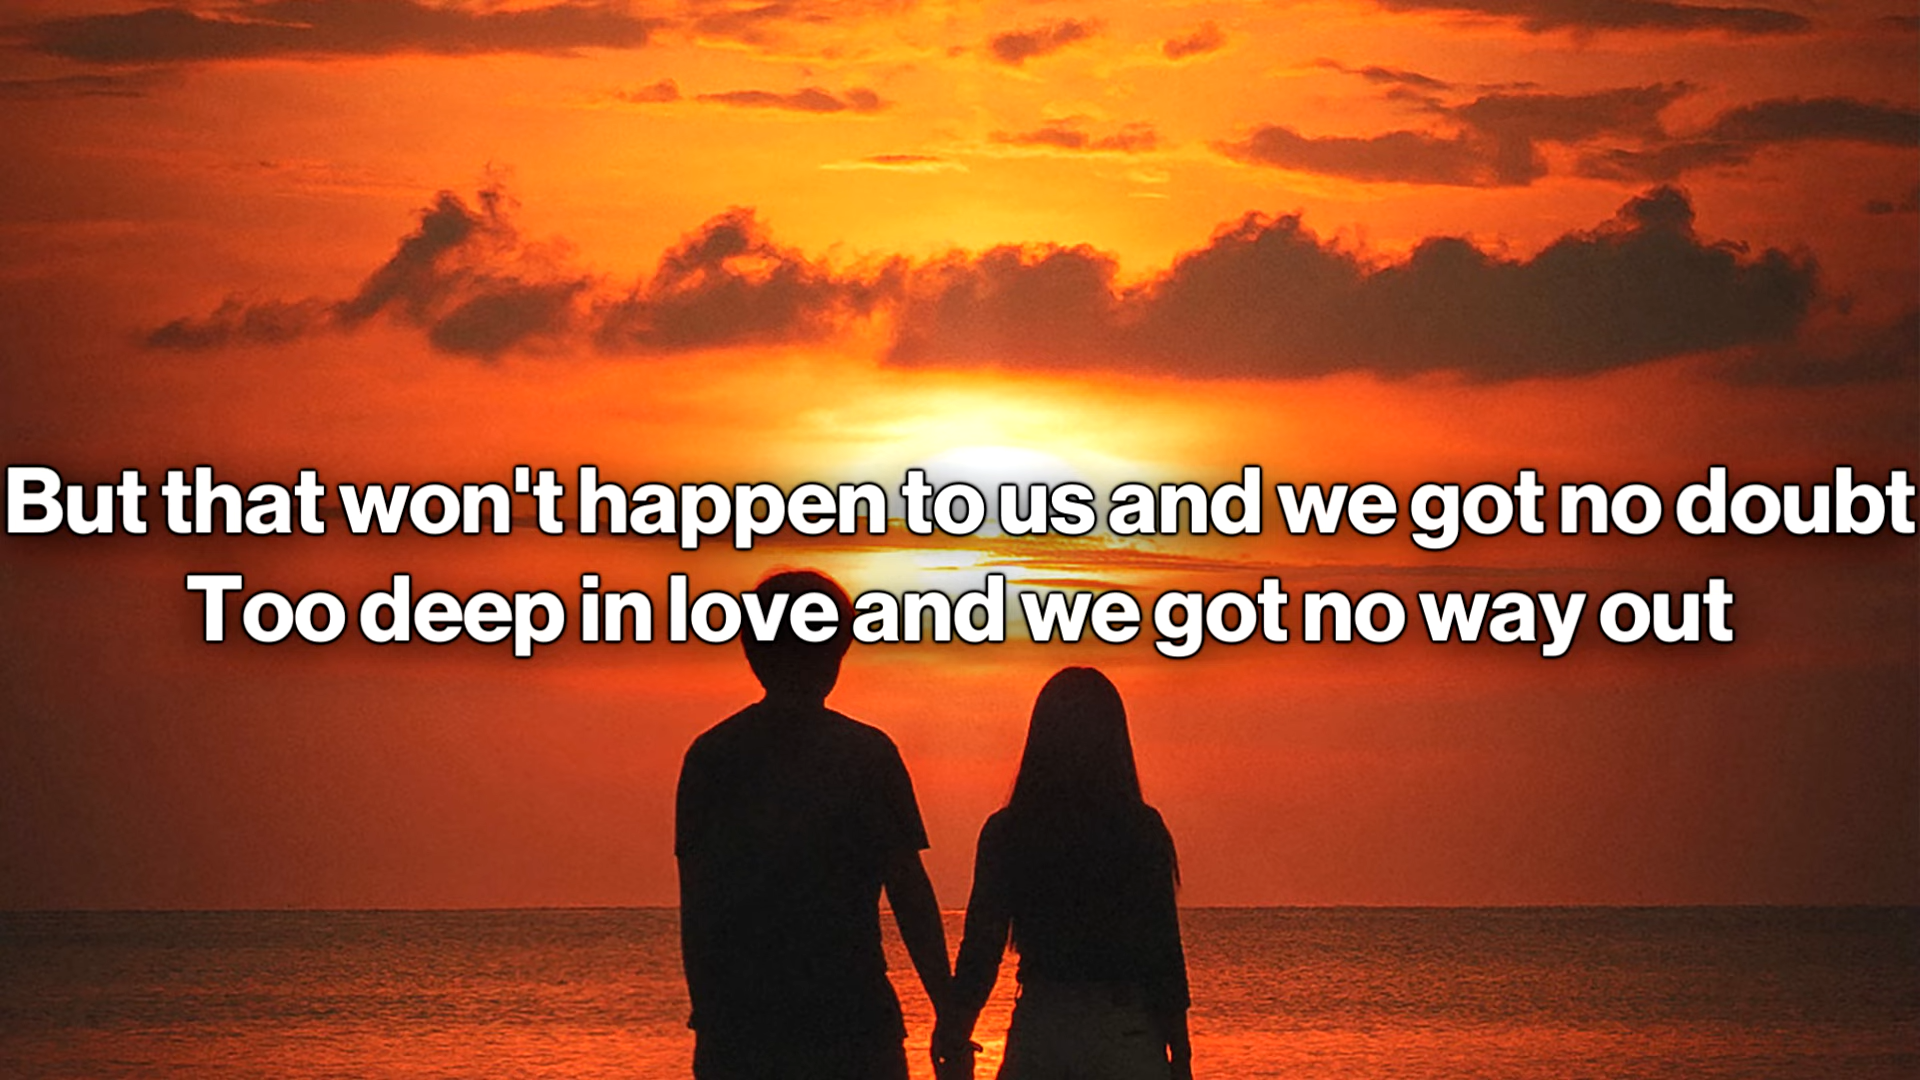 But that won't happen to us and we got no doubt
Too deep in love and we got no way out